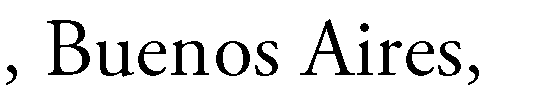 , Buenos Aires,